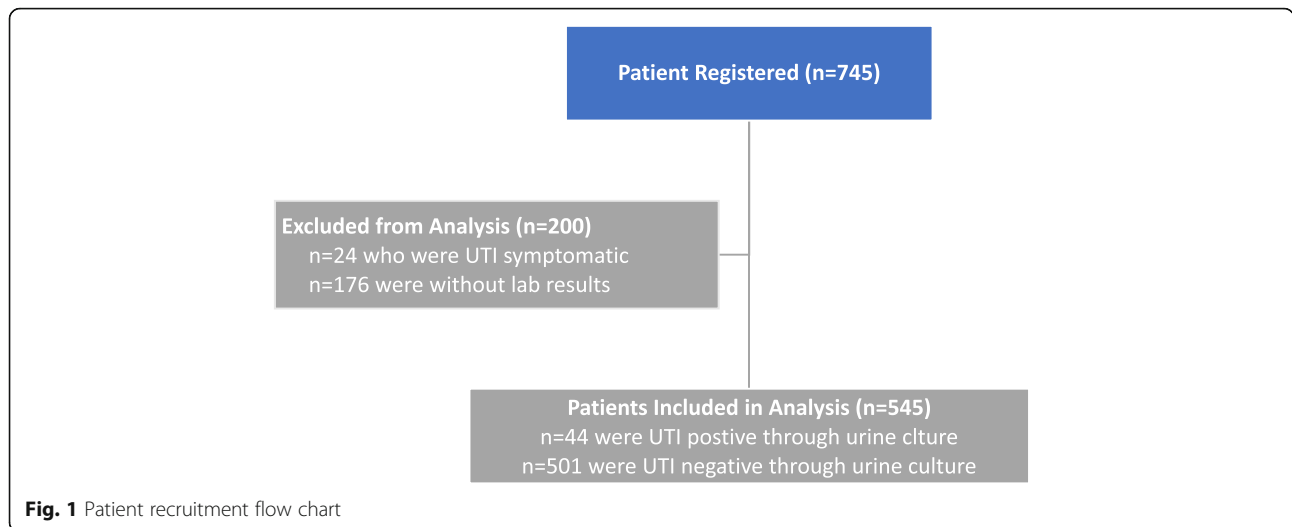 Patient Registered (n=745)
Excluded from Analysis (n=200)
n=24 who were UTI symptomatic
n=176 were without lab results
Patients Included in Analysis (n=545)
n=44 were UTI postive through urine clture
n=501 were UTI negative through urine culture
Fig. 1 Patient recruitment flow chart